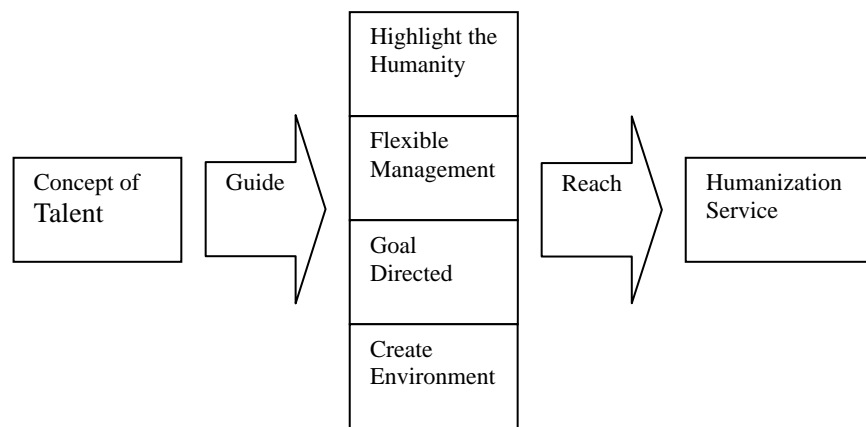 Concept of
Talent
Guide
Highlight the
Humanity
Flexible
Management
Goal
Directed
Create
Environment
Reach
Humanization
Service